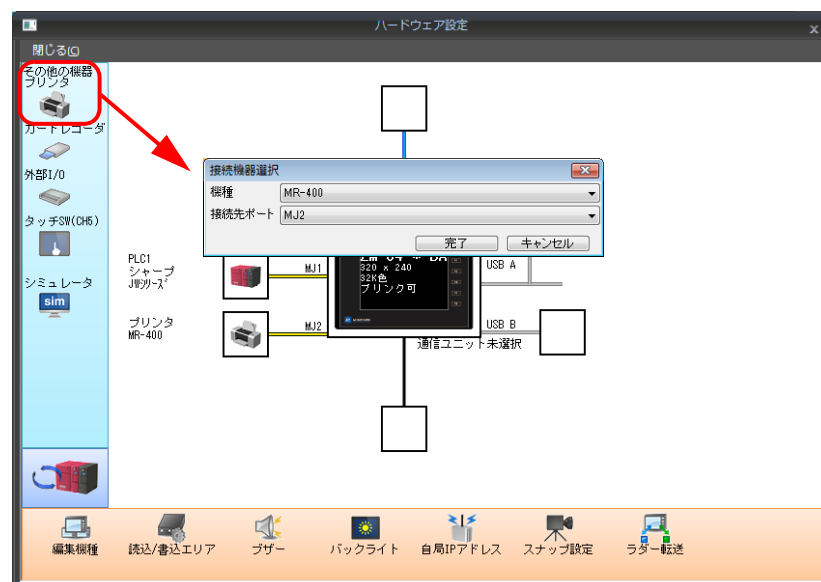 ハードウェア設定
x
閉じる(C)
その他の機器
プリンタ
カードレコーダ
外部I/O
タッチSW(CH5)
シミュレータ
sim
接続機器選択
機種
MR-400
接続先ポート
MJ2
完了
キャンセル
PLC1
シャープ
JWシリーズ
MJ1
320 x 240
32K色
ブリンク可
USB A
プリンタ
MR-400
MJ2
USB B
通信ユニット未選択
編集機種
読込/書込エリア
ブザー
バックライト
自局IPアドレス
スナップ設定
ラダー転送